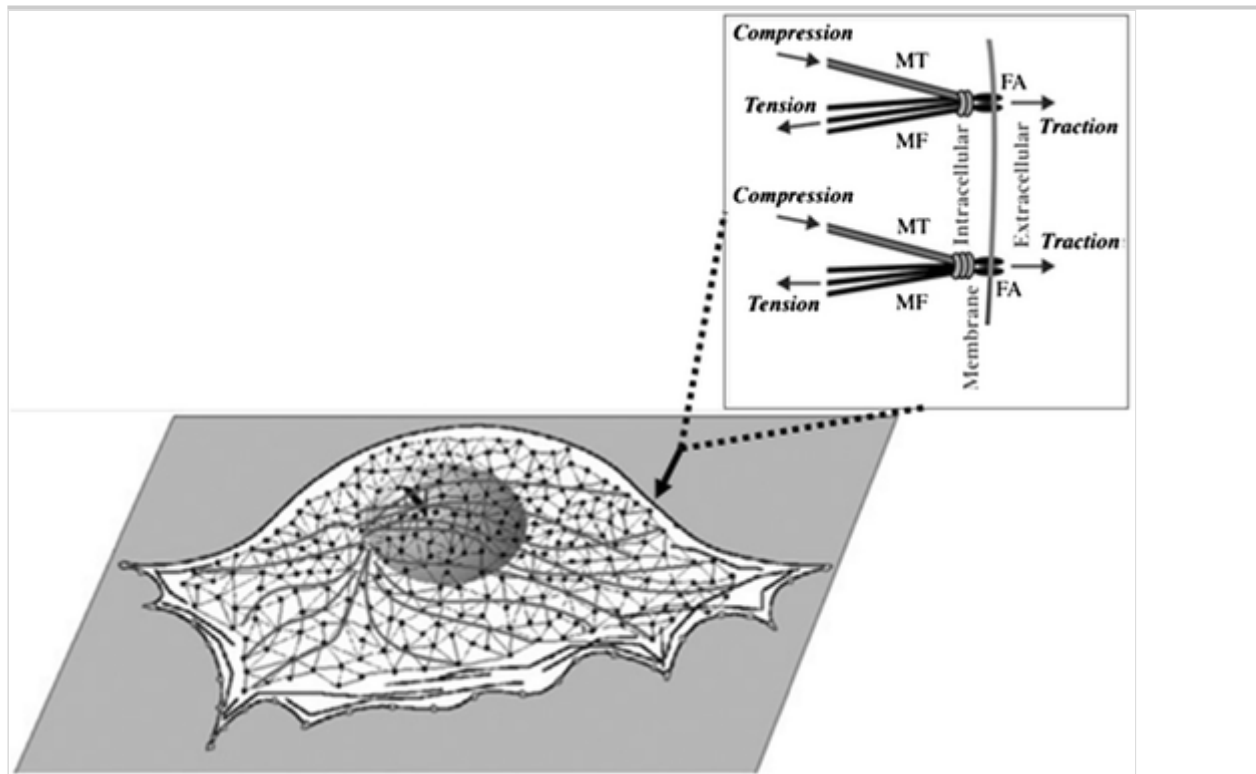 Compression
MT
FA
Tension
Traction
MF
Intracellular
Extracellular
Compression
MT
Traction
Tension
MF
FA
Membrane